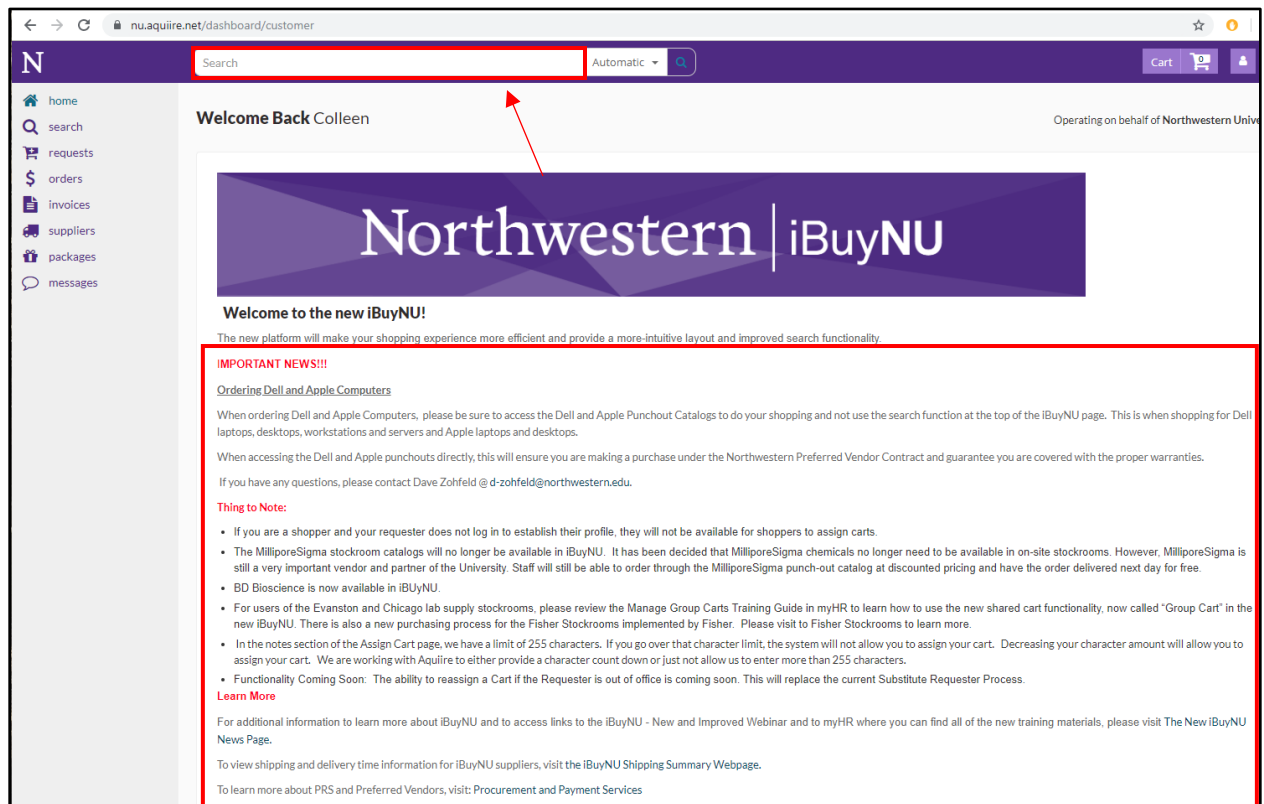 nu.aquiire.net/dashboard/customer
N
Search
Automatic
Cart
0
home
search
requests
orders
invoices
suppliers
packages
messages
Welcome Back Colleen
Operating on behalf of Northwestern Unive
Northwestern | iBuyNU
Welcome to the new iBuyNU!
The new platform will make your shopping experience more efficient and provide a more-intuitive layout and improved search functionality.
IMPORTANT NEWS!!!
Ordering Dell and Apple Computers
When ordering Dell and Apple Computers, please be sure to access the Dell and Apple Punchout Catalogs to do your shopping and not use the search function at the top of the iBuyNU page. This is when shopping for Dell
laptops, desktops, workstations and servers and Apple laptops and desktops.
When accessing the Dell and Apple punchouts directly, this will ensure you are making a purchase under the Northwestern Preferred Vendor Contract and guarantee you are covered with the proper warranties.
If you have any questions, please contact Dave Zohfeld @ d-zohfeld@northwestern.edu.
Thing to Note:
• If you are a shopper and your requester does not log in to establish their profile, they will not be available for shoppers to assign carts.
• The MilliporeSigma stockroom catalogs will no longer be available in iBuyNU. It has been decided that MilliporeSigma chemicals no longer need to be available in on-site stockrooms. However, MilliporeSigma is
still a very important vendor and partner of the University. Staff will still be able to order through the MilliporeSigma punch-out catalog at discounted pricing and have the order delivered next day for free.
• BD Bioscience is now available in iBUyNU.
• For users of the Evanston and Chicago lab supply stockrooms, please review the Manage Group Carts Training Guide in myHR to learn how to use the new shared cart functionality, now called “Group Cart” in the
new iBuyNU. There is also a new purchasing process for the Fisher Stockrooms implemented by Fisher. Please visit to Fisher Stockrooms to learn more.
• In the notes section of the Assign Cart page, we have a limit of 255 characters. If you go over that character limit, the system will not allow you to assign your cart. Decreasing your character amount will allow you to
assign your cart. We are working with Aquiire to either provide a character count down or just not allow us to enter more than 255 characters.
• Functionality Coming Soon: The ability to reassign a Cart if the Requester is out of office is coming soon. This will replace the current Substitute Requester Process.
Learn More
For additional information to learn more about iBuyNU and to access links to the iBuyNU - New and Improved Webinar and to myHR where you can find all of the new training materials, please visit The New iBuyNU
News Page.
To view shipping and delivery time information for iBuyNU suppliers, visit the iBuyNU Shipping Summary Webpage.
To learn more about PRS and Preferred Vendors, visit: Procurement and Payment Services